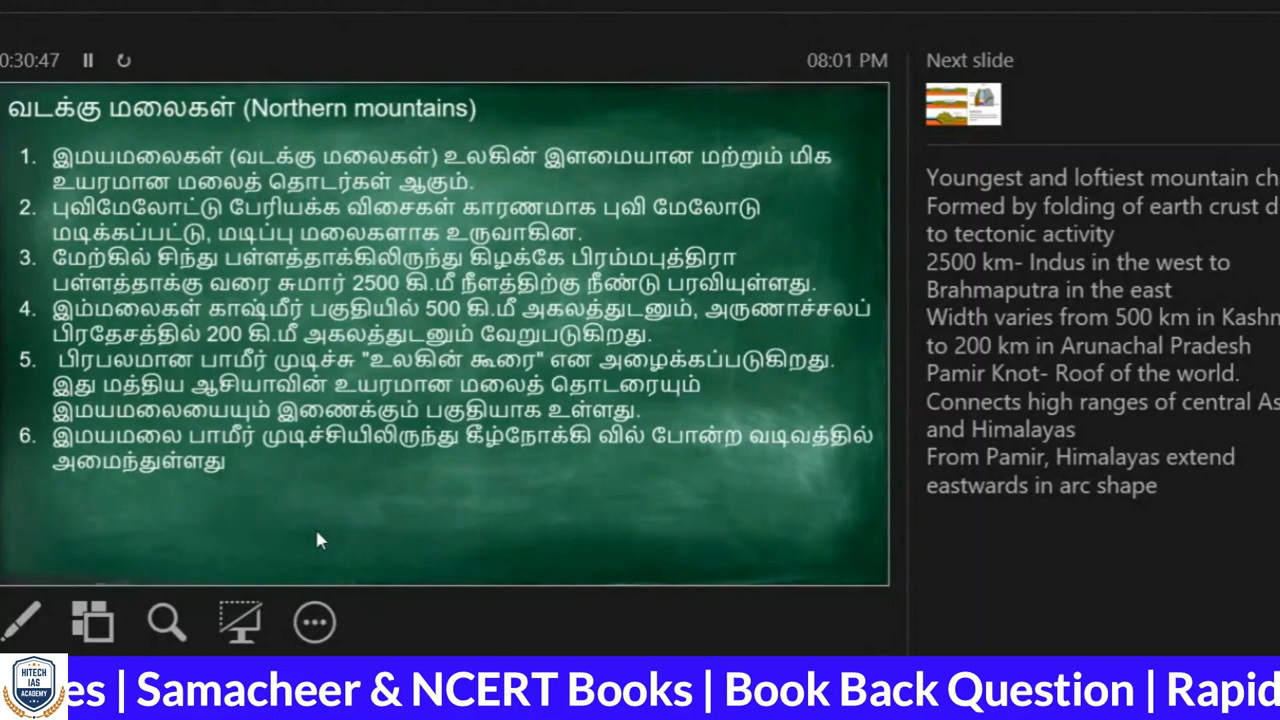 0:30:47
08:01 PM
Next slide
வடக்கு மலைகள் (Northern mountains)
1. இமயமலைகள் (வடக்கு மலைகள்) உலகின் இளமையான மற்றும் மிக
உயரமான மலைத் தொடர்கள் ஆகும்.
2. புவிமேலோட்டு பேரியக்க விசைகள் காரணமாக புவி மேலோடு
மடிக்கப்பட்டு, மடிப்பு மலைகளாக உருவாகின.
3. மேற்கில் சிந்து பள்ளத்தாக்கிலிருந்து கிழக்கே பிரம்மபுத்திரா
பள்ளத்தாக்கு வரை சுமார் 2500 கி.மீ நீளத்திற்கு நீண்டு பரவியுள்ளது.
4. இம்மலைகள் காஷ்மீர் பகுதியில் 500 கி.மீ அகலத்துடனும், அருணாச்சலப்
பிரதேசத்தில் 200 கி.மீ அகலத்துடனும் வேறுபடுகிறது.
5. பிரபலமான பாமீர் முடிச்சு "உலகின் கூரை" என அழைக்கப்படுகிறது.
இது மத்திய ஆசியாவின் உயரமான மலைத் தொடரையும்
இமயமலையையும் இணைக்கும் பகுதியாக உள்ளது.
6. இமயமலை பாமீர் முடிச்சியிலிருந்து கீழ்நோக்கி வில் போன்ற வடிவத்தில்
அமைந்துள்ளது
Youngest and loftiest mountain ch
Formed by folding of earth crust d
to tectonic activity
2500 km- Indus in the west to
Brahmaputra in the east
Width varies from 500 km in Kashm
to 200 km in Arunachal Pradesh
Pamir Knot- Roof of the world.
Connects high ranges of central As
and Himalayas
From Pamir, Himalayas extend
eastwards in arc shape
HITECH
IAS
ACADEMY
es | Samacheer & NCERT Books | Book Back Question | Rapid